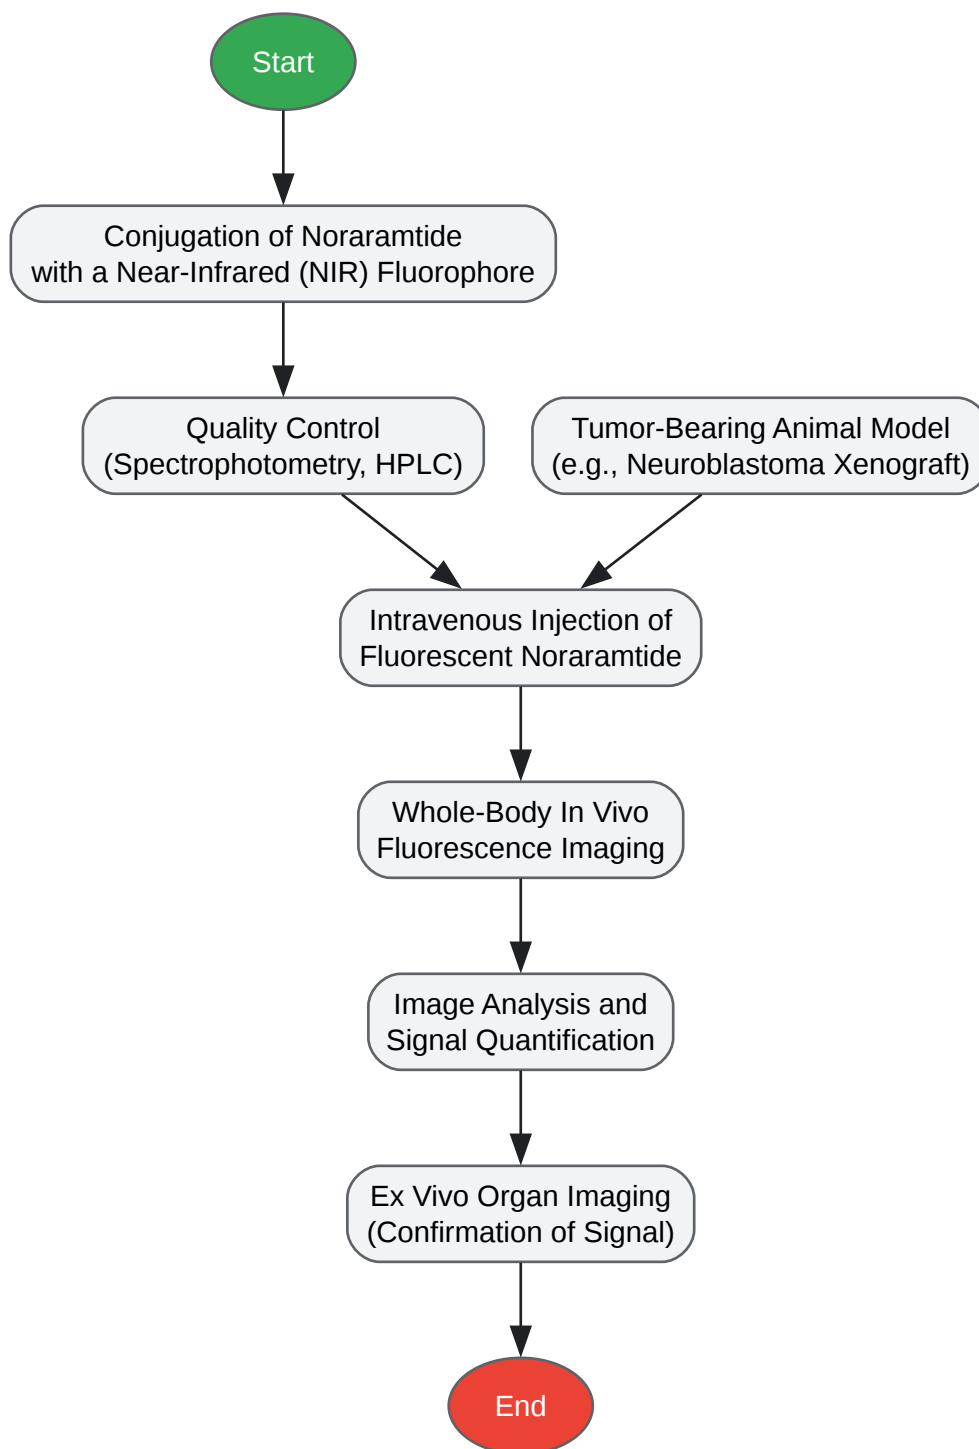 Start
Conjugation of Noraramtide
with a Near-Infrared (NIR) Fluorophore
Quality Control
(Spectrophotometry, HPLC)
Tumor-Bearing Animal Model
(e.g., Neuroblastoma Xenograft)
Intravenous Injection of
Fluorescent Noraramtide
Whole-Body In Vivo
Fluorescence Imaging
Image Analysis and
Signal Quantification
Ex Vivo Organ Imaging
(Confirmation of Signal)
End